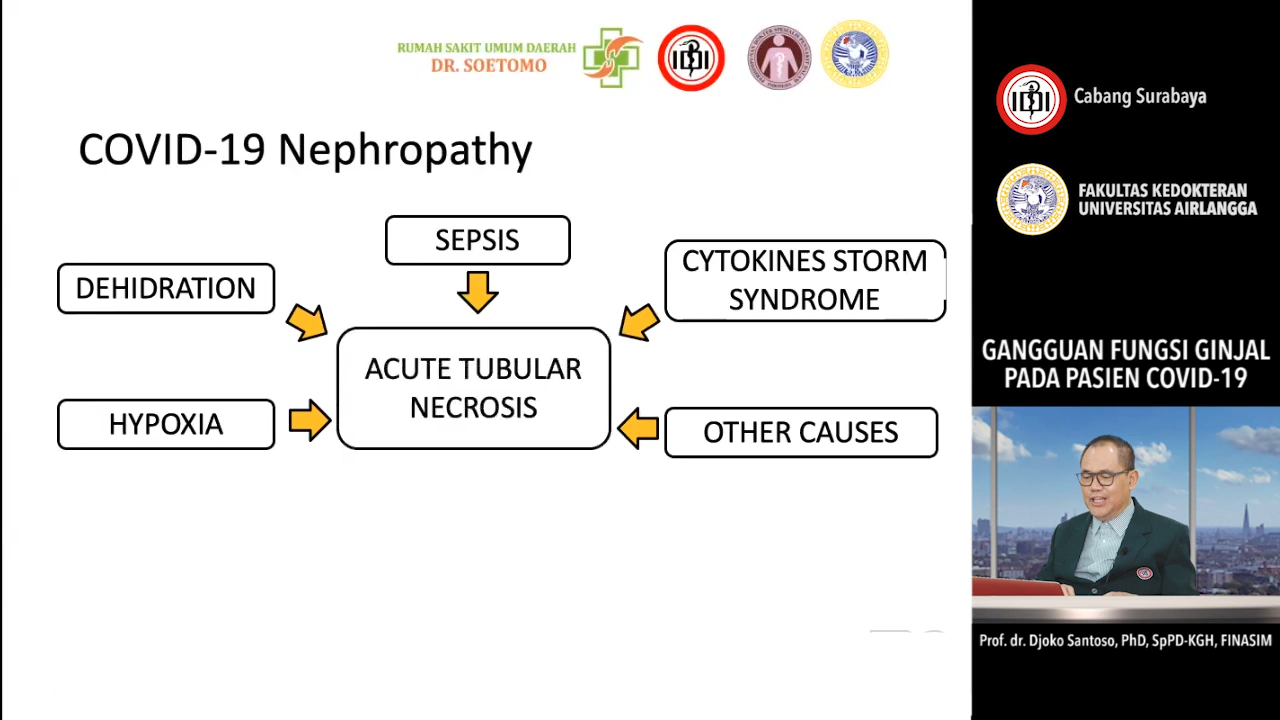 RUMAH SAKIT UMUM DAERAH
DR. SOETOMO
IDI
COVID-19 Nephropathy
SEPSIS
DEHIDRATION
CYTOKINES STORM
SYNDROME
ACUTE TUBULAR
NECROSIS
HYPOXIA
OTHER CAUSES
IDI
Cabang Surabaya
FAKULTAS KEDOKTERAN
UNIVERSITAS AIRLANGGA
GANGGUAN FUNGSI GINJAL
PADA PASIEN COVID-19
Prof. dr. Djoko Santoso, PhD, SpPD-KGH, FINASIM